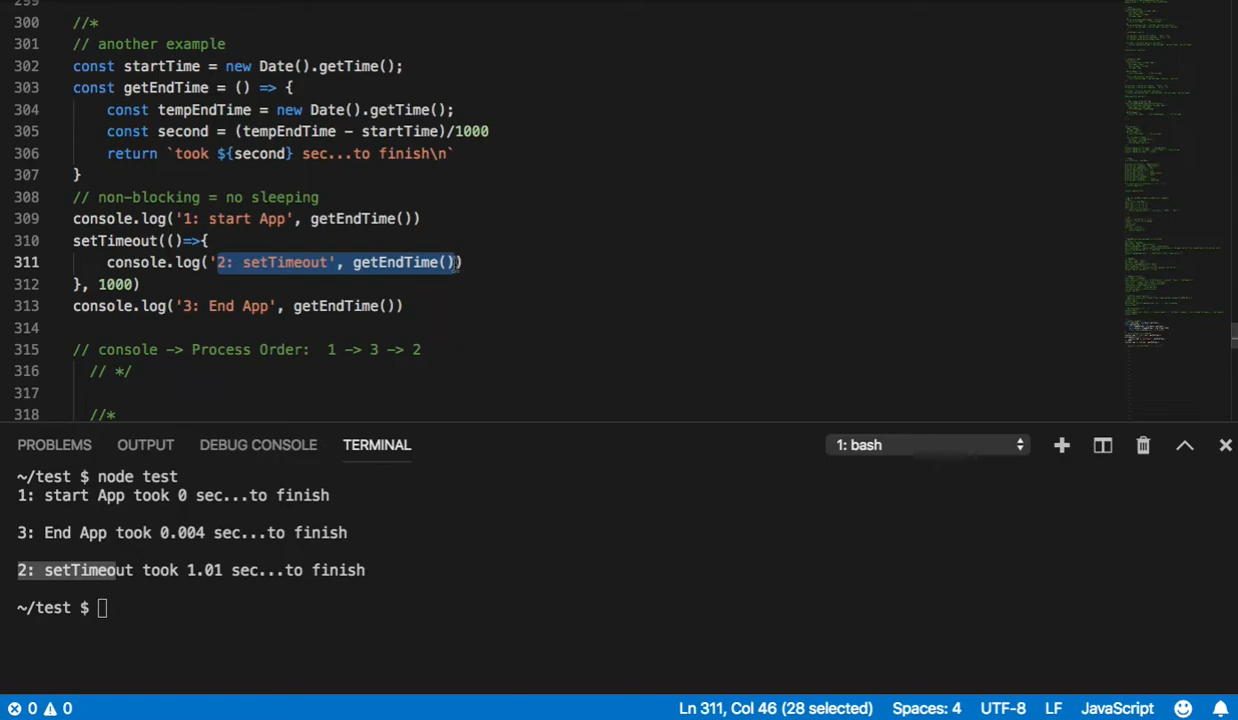 299
300 //*
301 // another example
302 const startTime = new Date().getTime();
303 const getEndTime = () => {
304 const tempEndTime = new Date().getTime();
305 const second = (tempEndTime - startTime)/1000
306 return `took ${second} sec...to finish\n`
307 }
308 // non-blocking = no sleeping
309 console.log('1: start App', getEndTime())
310 setTimeout(()=>{
311 console.log('2: setTimeout', getEndTime())
312 }, 1000)
313 console.log('3: End App', getEndTime())
314
315 // console -> Process Order: 1 -> 3 -> 2
316 // */
317
318 //*
PROBLEMS OUTPUT DEBUG CONSOLE TERMINAL 1: bash
~/test $ node test
1: start App took 0 sec...to finish
3: End App took 0.004 sec...to finish
2: setTimeout took 1.01 sec...to finish
~/test $
0 0 Ln 311, Col 46 (28 selected) Spaces: 4 UTF-8 LF JavaScript